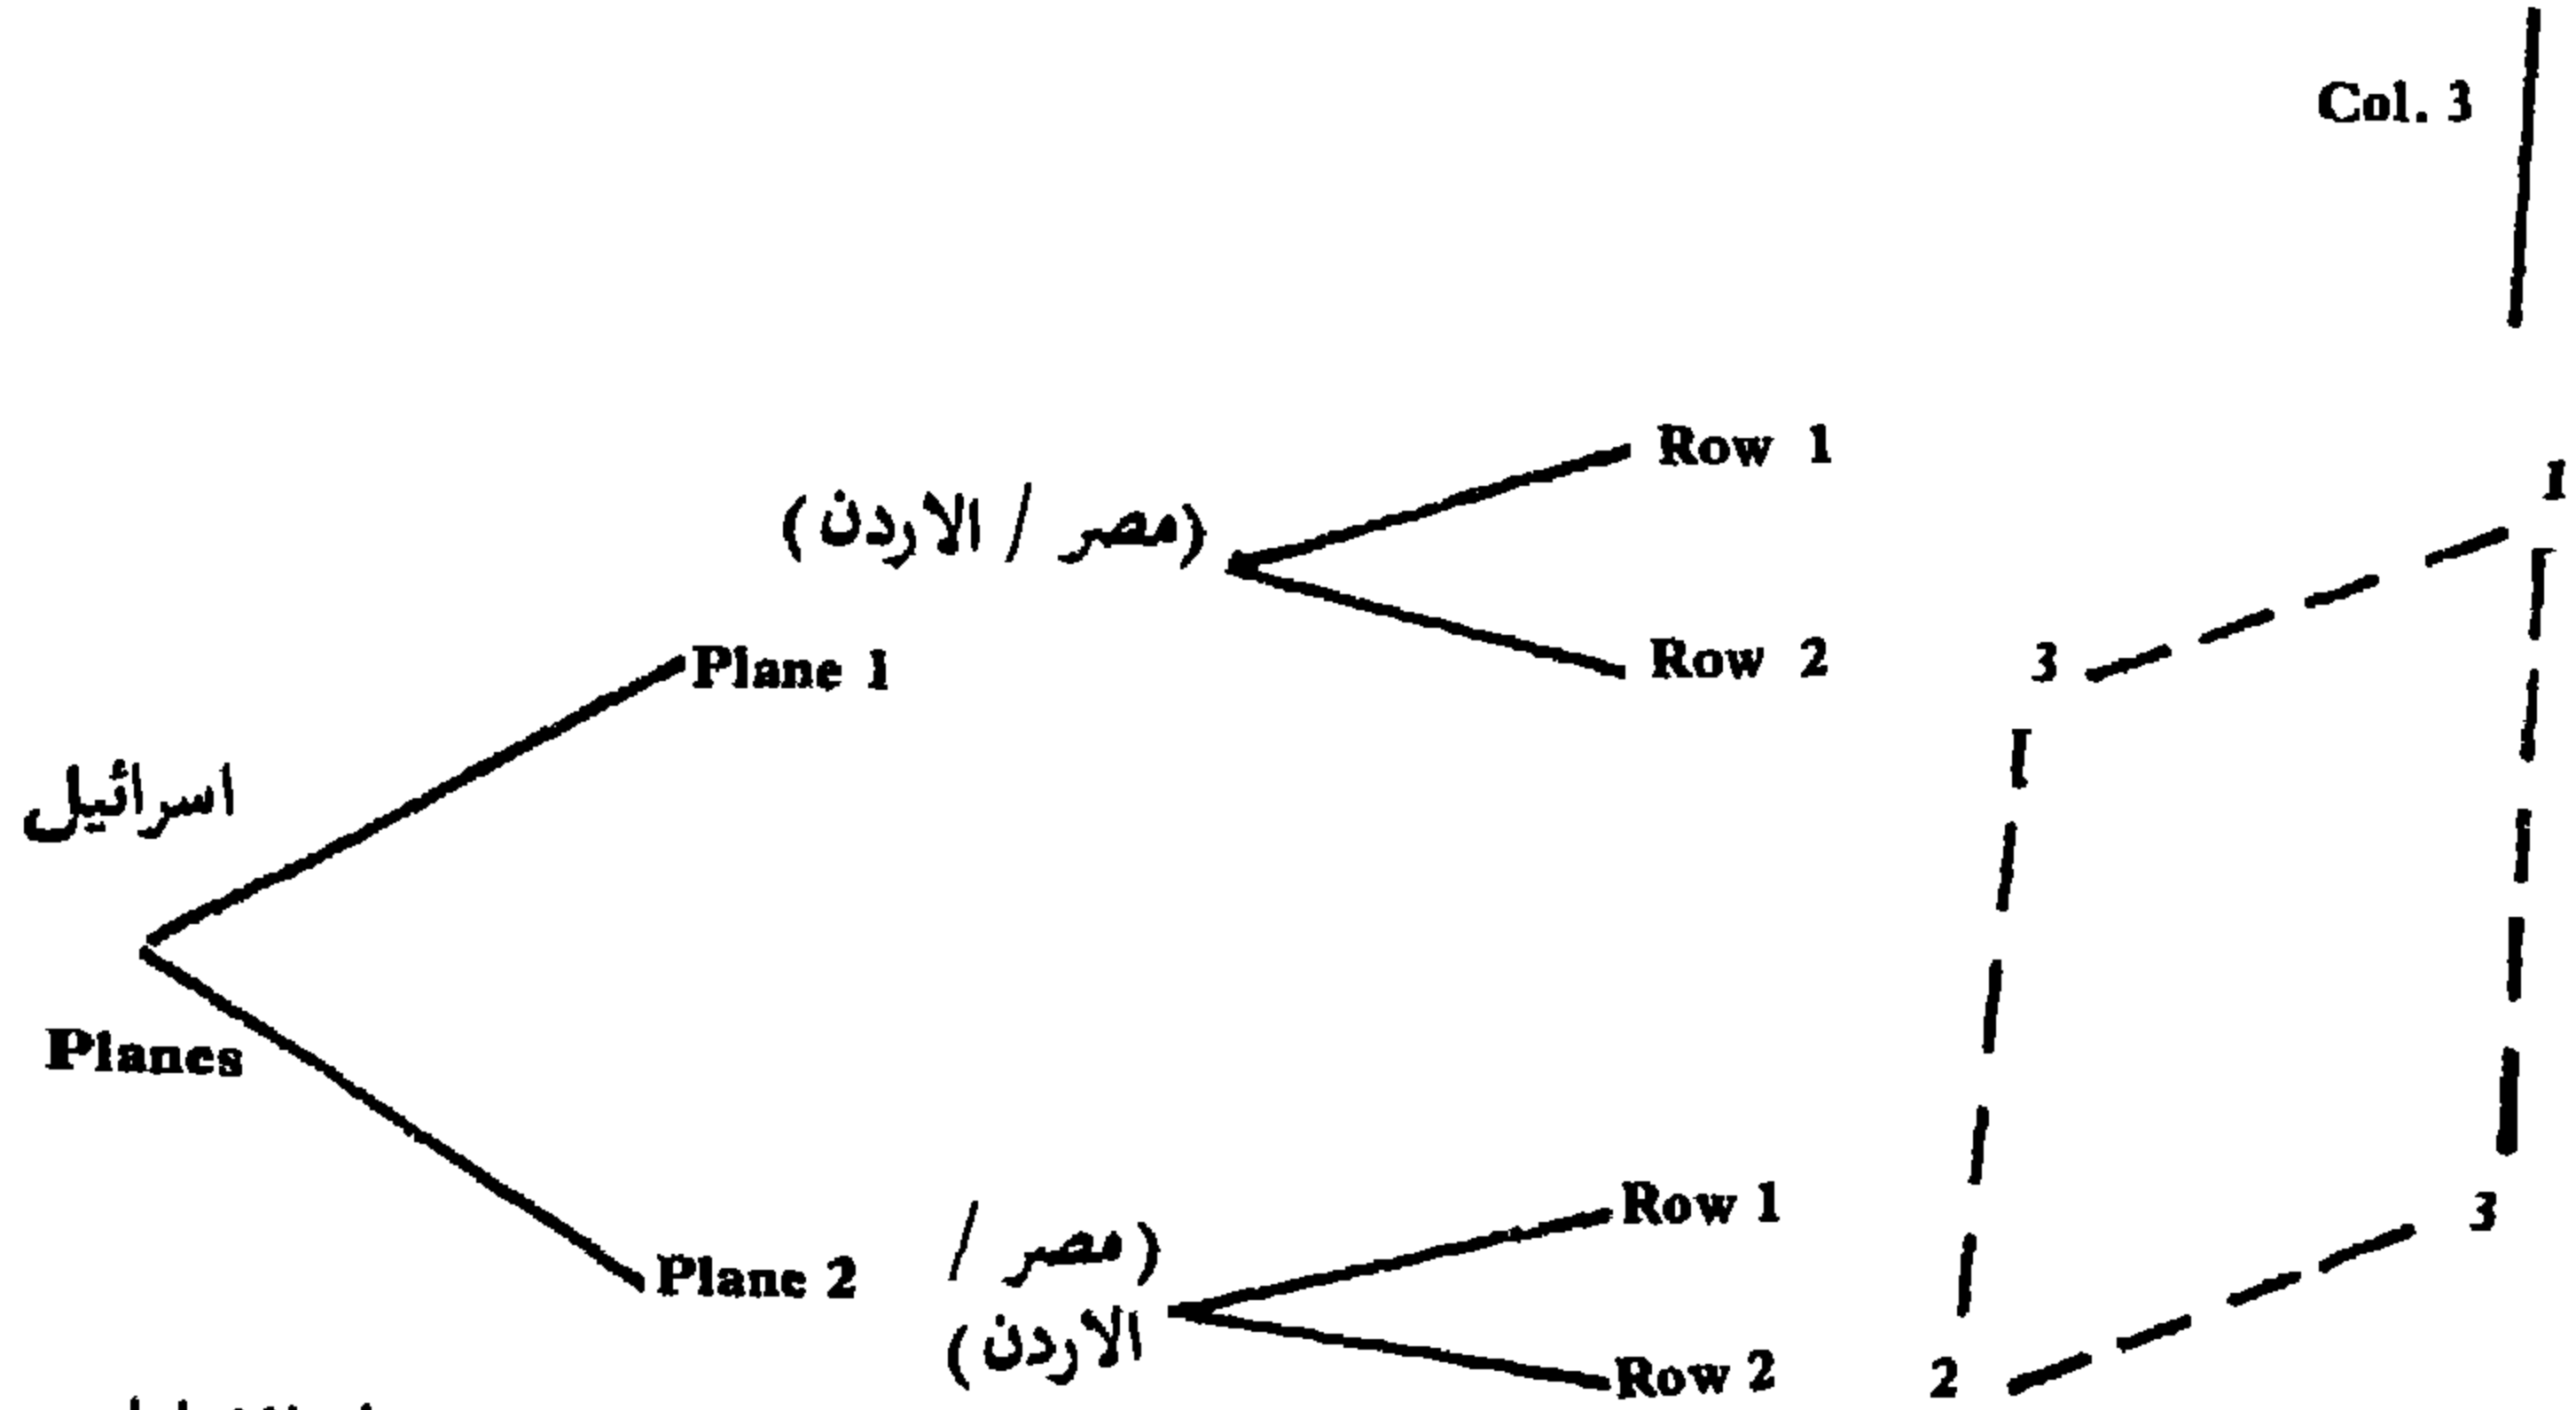 Col. 3
Row 1
1
(مصر / الاردن)
Row 2
3
Plane 1
اسرائيل
Planes
Row 1
3
Plane 2
(مصر /
الاردن)
Row 2
2